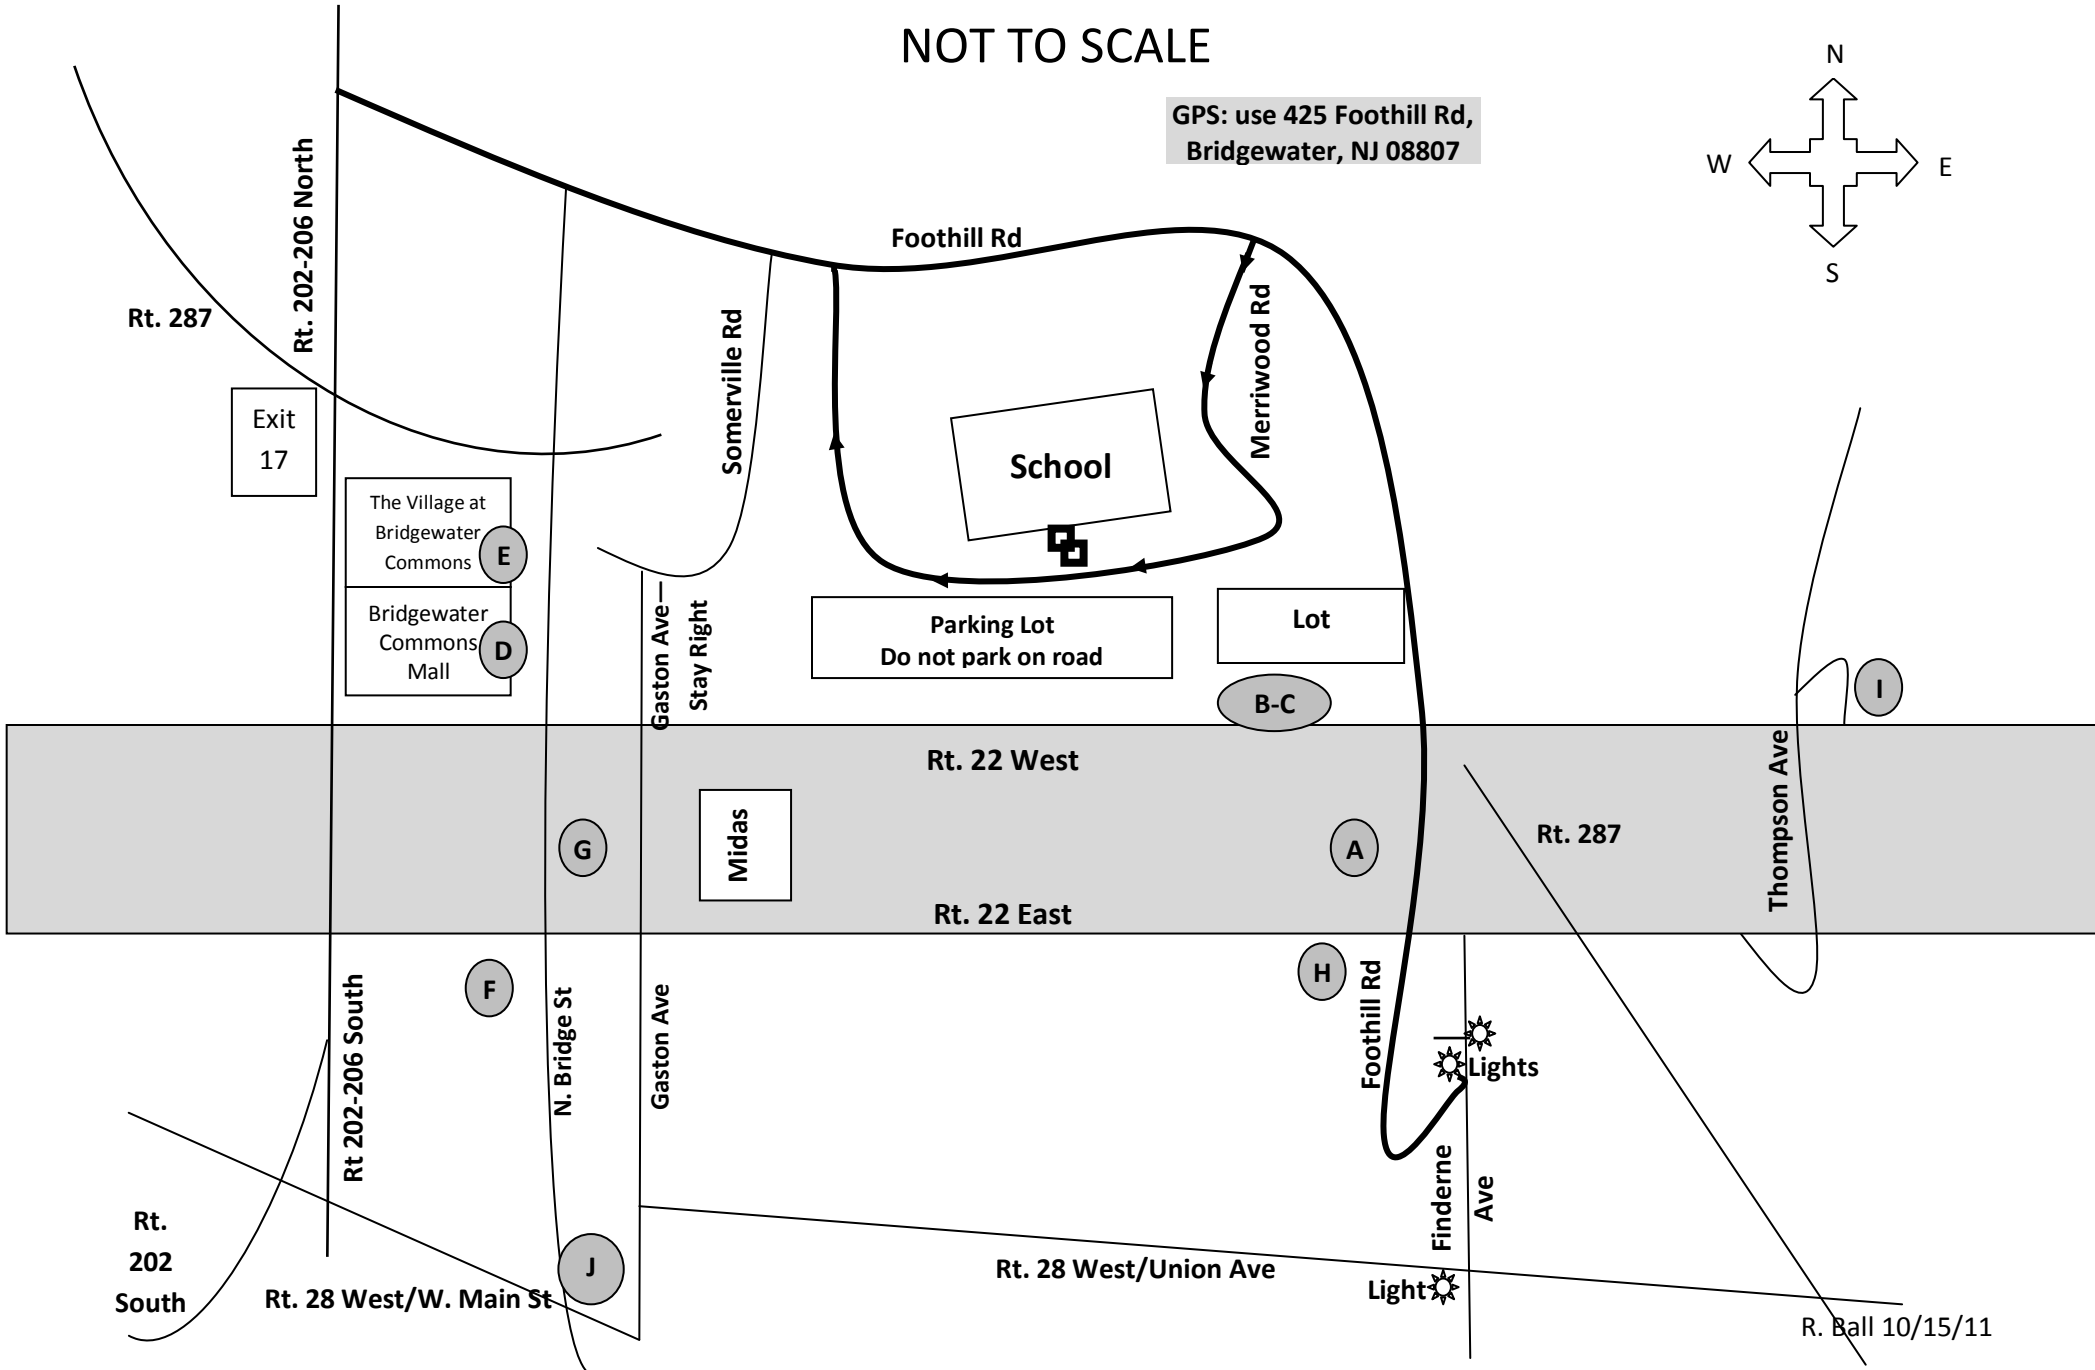 NOT TO SCALE
GPS: use 425 Foothill Rd,
Bridgewater, NJ 08807
N
W
E
S
Rt. 202-206 North
Foothill Rd
Rt. 287
Somerville Rd
Merriwood Rd
Exit
17
School
The Village at
Bridgewater
Commons
E
Bridgewater
Commons
Mall
D
Gaston Ave—
Stay Right
Parking Lot
Do not park on road
Lot
B-C
I
Rt. 22 West
Thompson Ave
Midas
G
A
Rt. 287
Rt. 22 East
F
H
Rt 202-206 South
N. Bridge St
Gaston Ave
Foothill Rd
Lights
Finderne
Ave
Rt.
202
South
Rt. 28 West/W. Main St
J
Rt. 28 West/Union Ave
Light
R. Ball 10/15/11